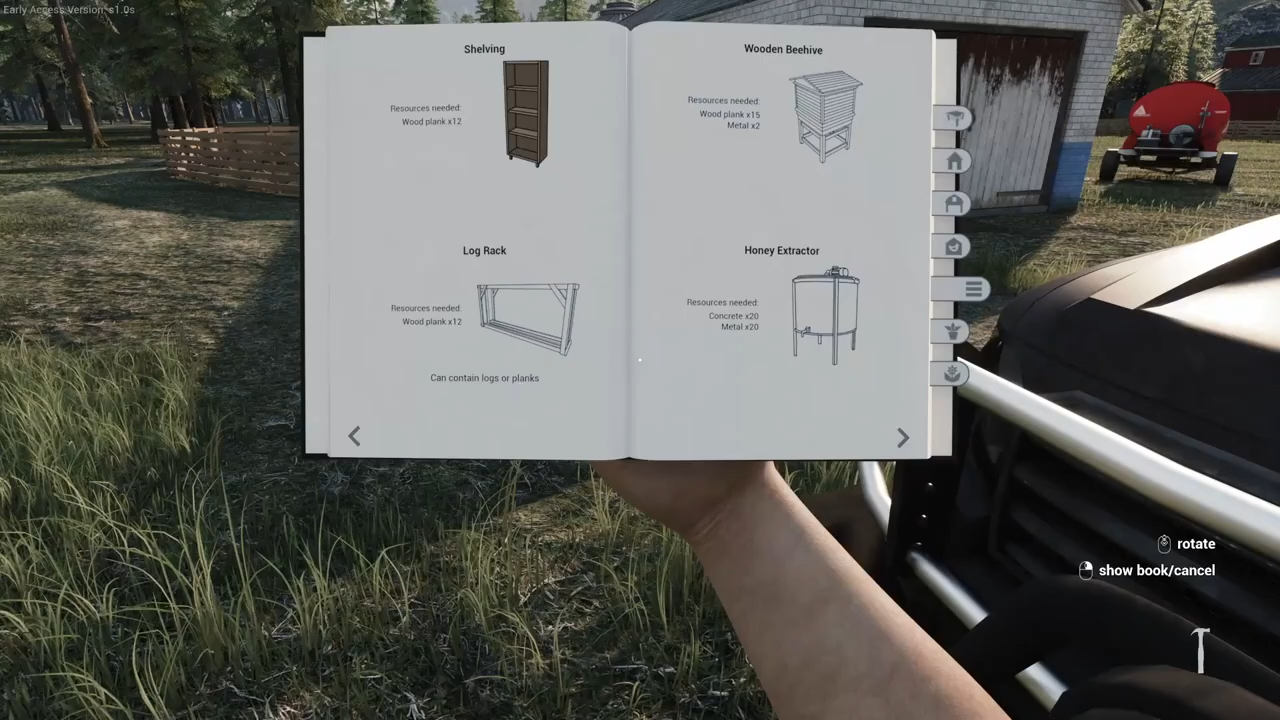 Early Access Version: s1.0s
Shelving
Resources needed:
Wood plank x12
Log Rack
Resources needed:
Wood plank x12
Can contain logs or planks
Wooden Beehive
Resources needed:
Wood plank x15
Metal x2
Honey Extractor
Resources needed:
Concrete x20
Metal x20
rotate
show book/cancel